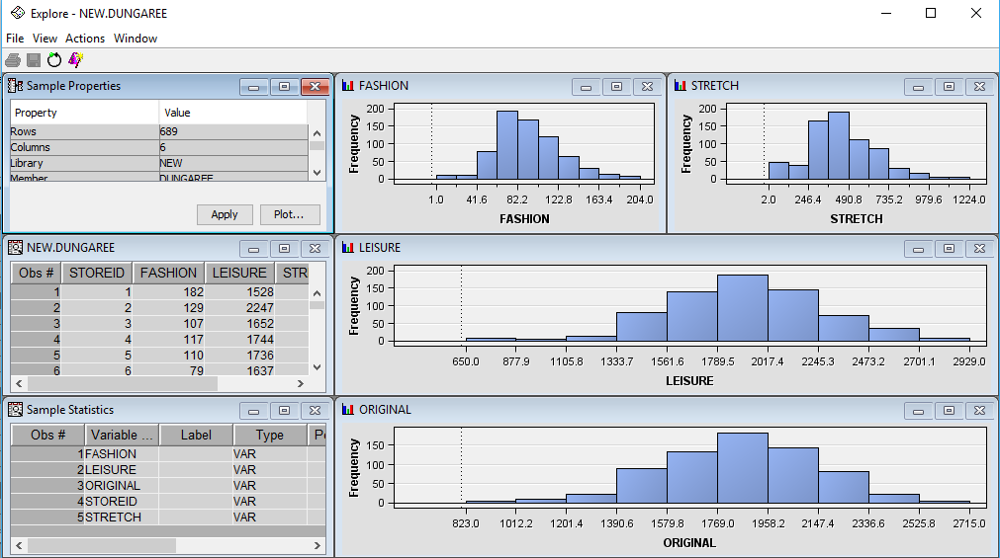 Explore - NEW.DUNGAREE
File View Actions Window
Sample Properties
Property Value
Rows 689
Columns 6
Library NEW
Member DUNGAREE
Apply Plot...
FASHION
Frequency
200
150
100
50
0
1.0 41.6 82.2 122.8 163.4 204.0
FASHION
STRETCH
Frequency
200
150
100
50
0
2.0 246.4 490.8 735.2 979.6 1224.0
STRETCH
NEW.DUNGAREE
Obs # STOREID FASHION LEISURE STR
1 1 182 1528
2 2 129 2247
3 3 107 1652
4 4 117 1744
5 5 110 1736
6 6 79 1637
LEISURE
Frequency
200
150
100
50
0
650.0 877.9 1105.8 1333.7 1561.6 1789.5 2017.4 2245.3 2473.2 2701.1 2929.0
LEISURE
Sample Statistics
Obs # Variable ... Label Type Pe
1 FASHION VAR
2 LEISURE VAR
3 ORIGINAL VAR
4 STOREID VAR
5 STRETCH VAR
ORIGINAL
Frequency
150
100
50
0
823.0 1012.2 1201.4 1390.6 1579.8 1769.0 1958.2 2147.4 2336.6 2525.8 2715.0
ORIGINAL